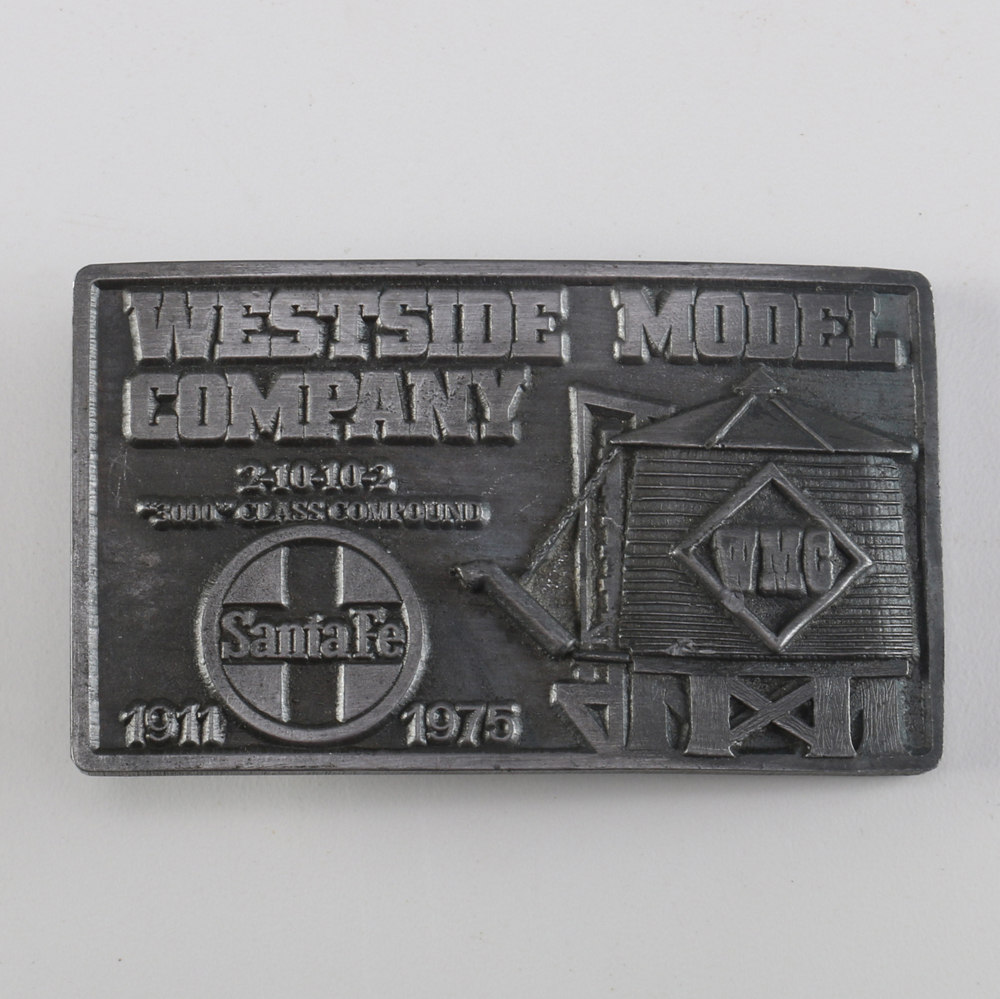 WESTSIDE MODEL
COMPANY
2-10-10-2
"3000" CLASS COMPOUND
Santa Fe
1911 1975
WMC